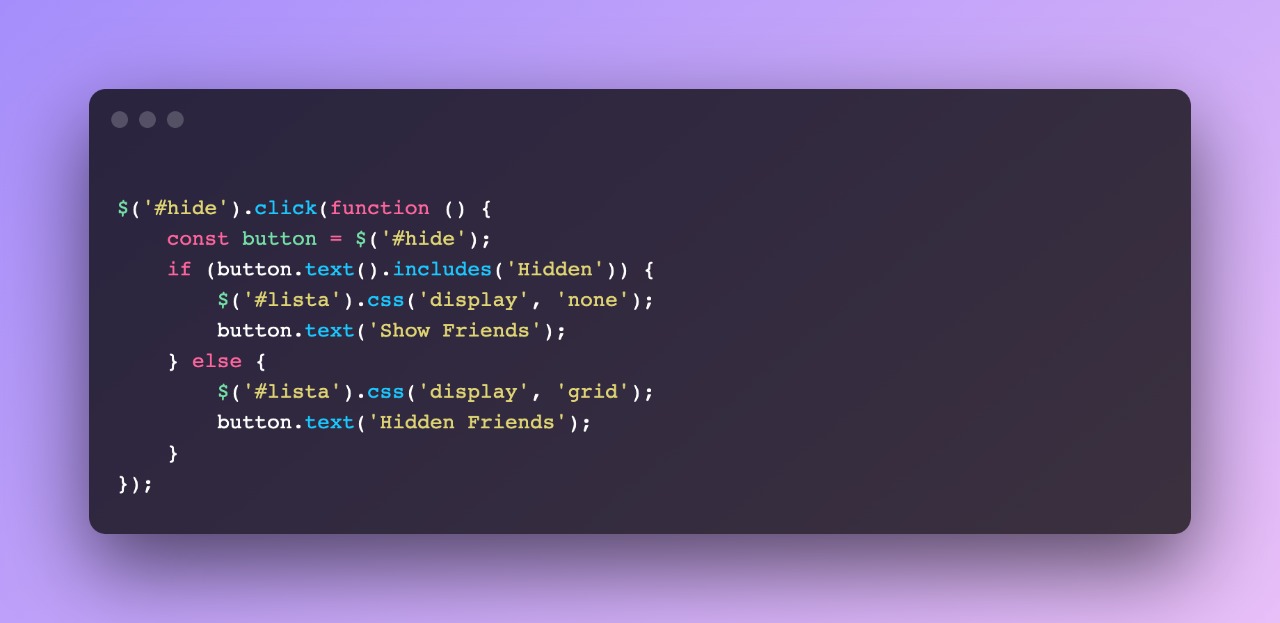 $('#hide').click(function () {
    const button = $('#hide');
    if (button.text().includes('Hidden')) {
        $('#lista').css('display', 'none');
        button.text('Show Friends');
    } else {
        $('#lista').css('display', 'grid');
        button.text('Hidden Friends');
    }
});